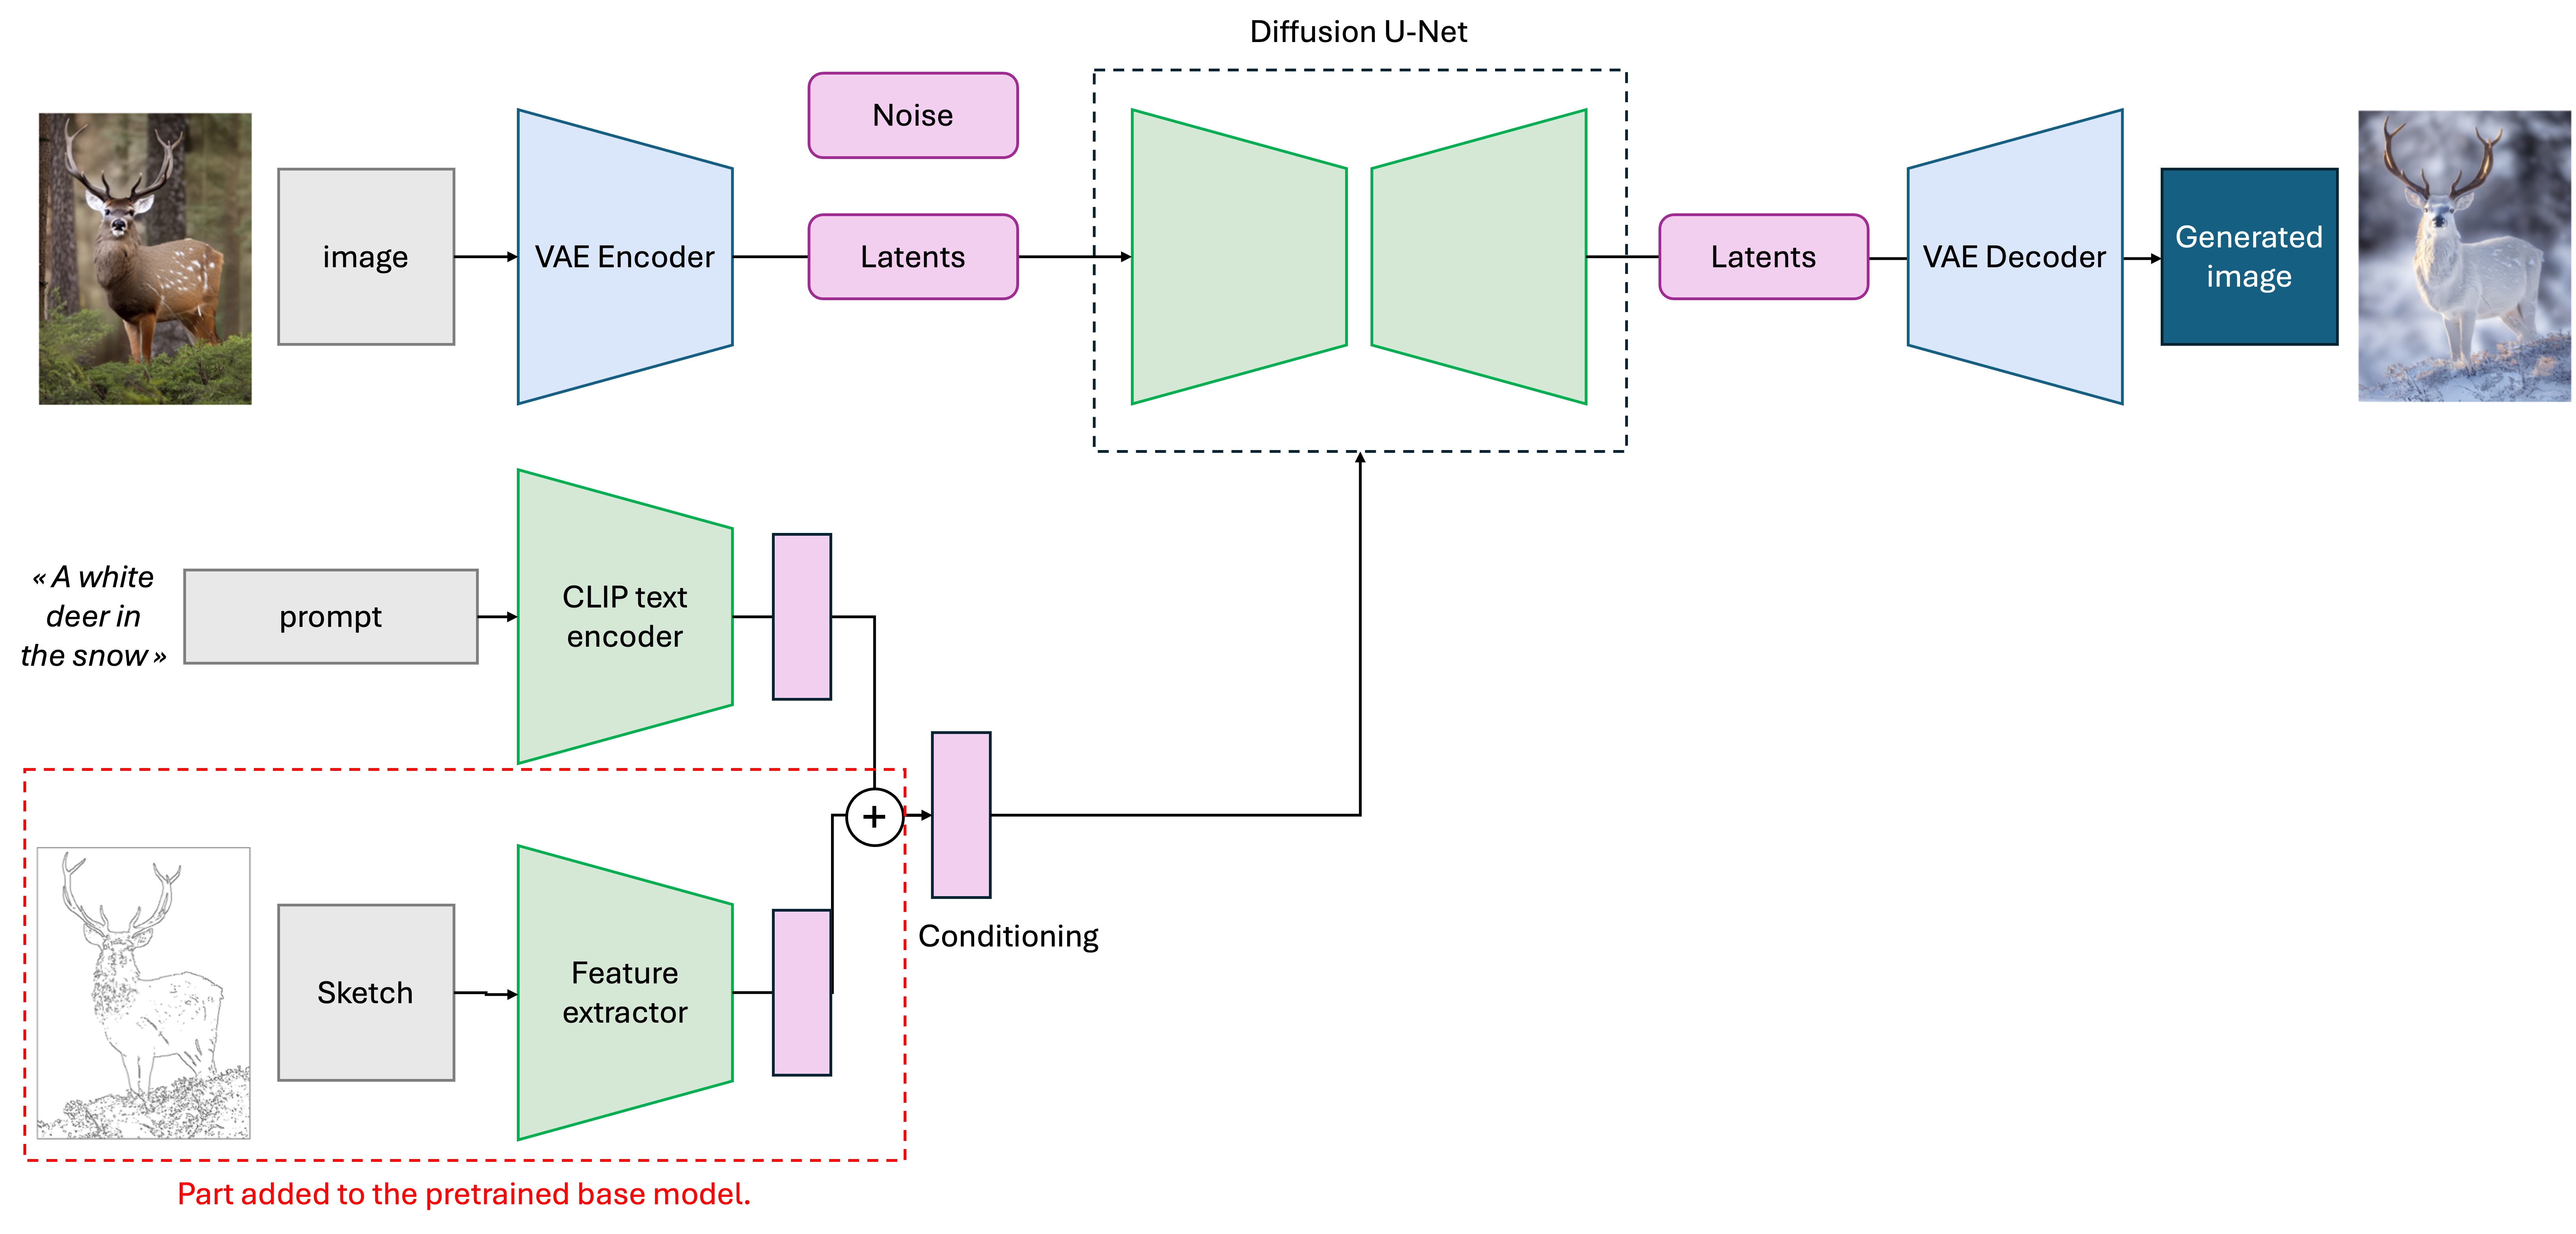 Diffusion U-Net
Noise
image
VAE Encoder
Latents
Latents
VAE Decoder
Generated
image
« A white
deer in
the snow »
prompt
CLIP text
encoder
+
Conditioning
Sketch
Feature
extractor
Part added to the pretrained base model.